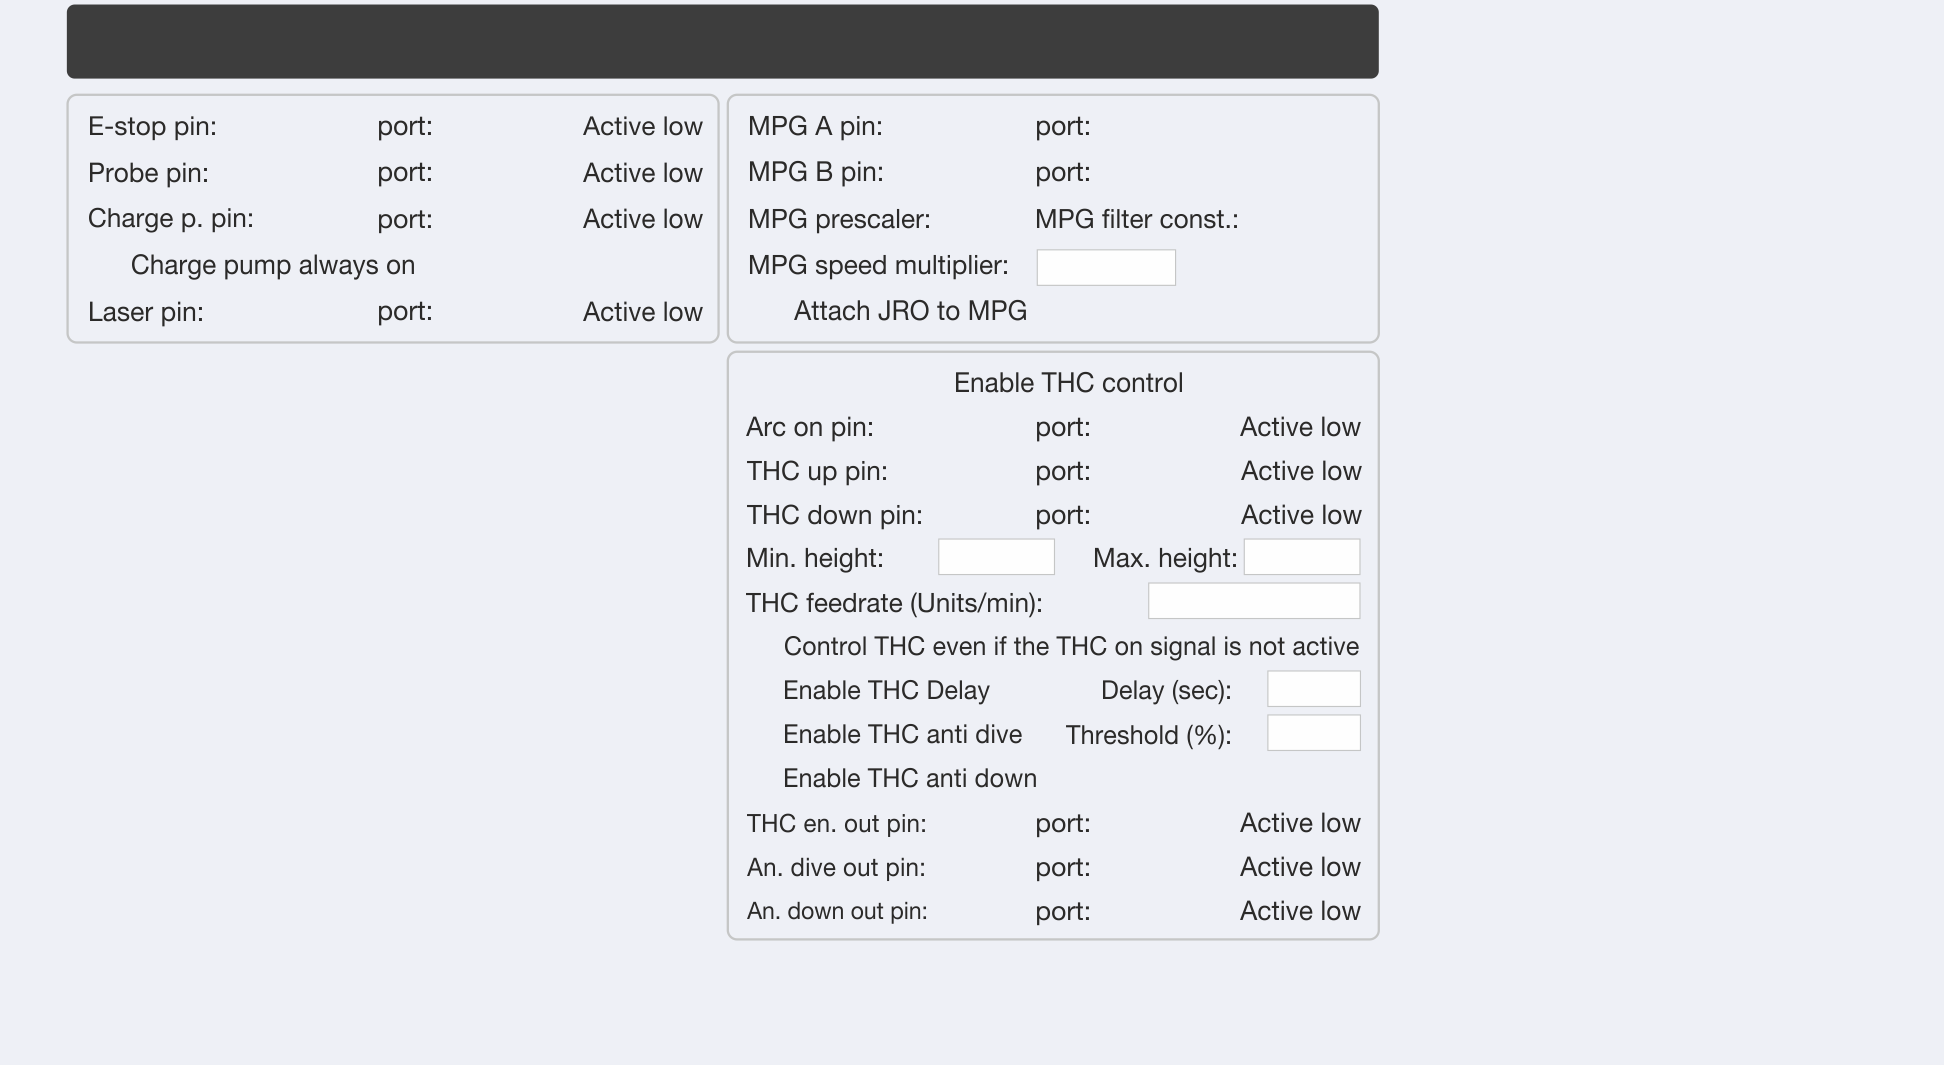 E-stop pin: port: Active low
Probe pin: port: Active low
Charge p. pin: port: Active low
Charge pump always on
Laser pin: port: Active low
MPG A pin: port:
MPG B pin: port:
MPG prescaler: MPG filter const.:
MPG speed multiplier:
Attach JRO to MPG
Enable THC control
Arc on pin: port: Active low
THC up pin: port: Active low
THC down pin: port: Active low
Min. height: Max. height:
THC feedrate (Units/min):
Control THC even if the THC on signal is not active
Enable THC Delay Delay (sec):
Enable THC anti dive Threshold (%):
Enable THC anti down
THC en. out pin: port: Active low
An. dive out pin: port: Active low
An. down out pin: port: Active low